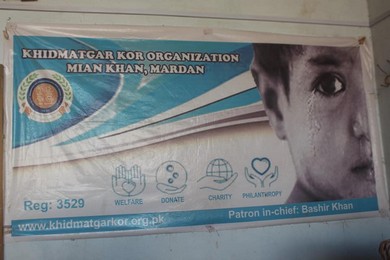 KHIDMATGAR KOR ORGANIZATION
MIAN KHAN, MARDAN
WELFARE
DONATE
CHARITY
PHILANTHROPY
Reg: 3529
Patron in-chief: Bashir Khan
www.khidmatgarkor.org.pk